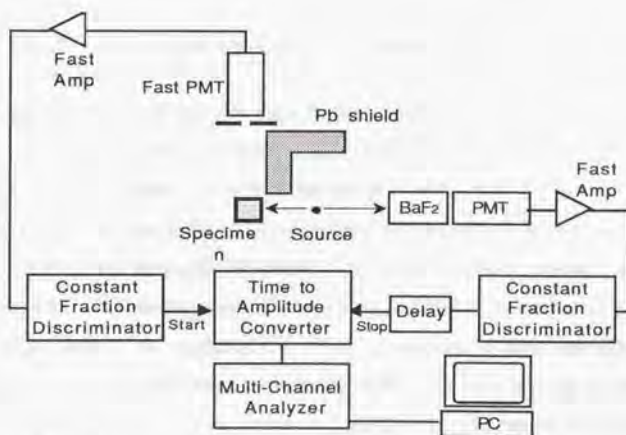 Fast
Amp
Fast PMT
Pb shield
Fast
Amp
BaF₂
PMT
Specime
n
Source
Constant
Fraction
Discriminator
Start
Time to
Amplitude
Converter
Stop
Delay
Constant
Fraction
Discriminator
Multi-Channel
Analyzer
PC